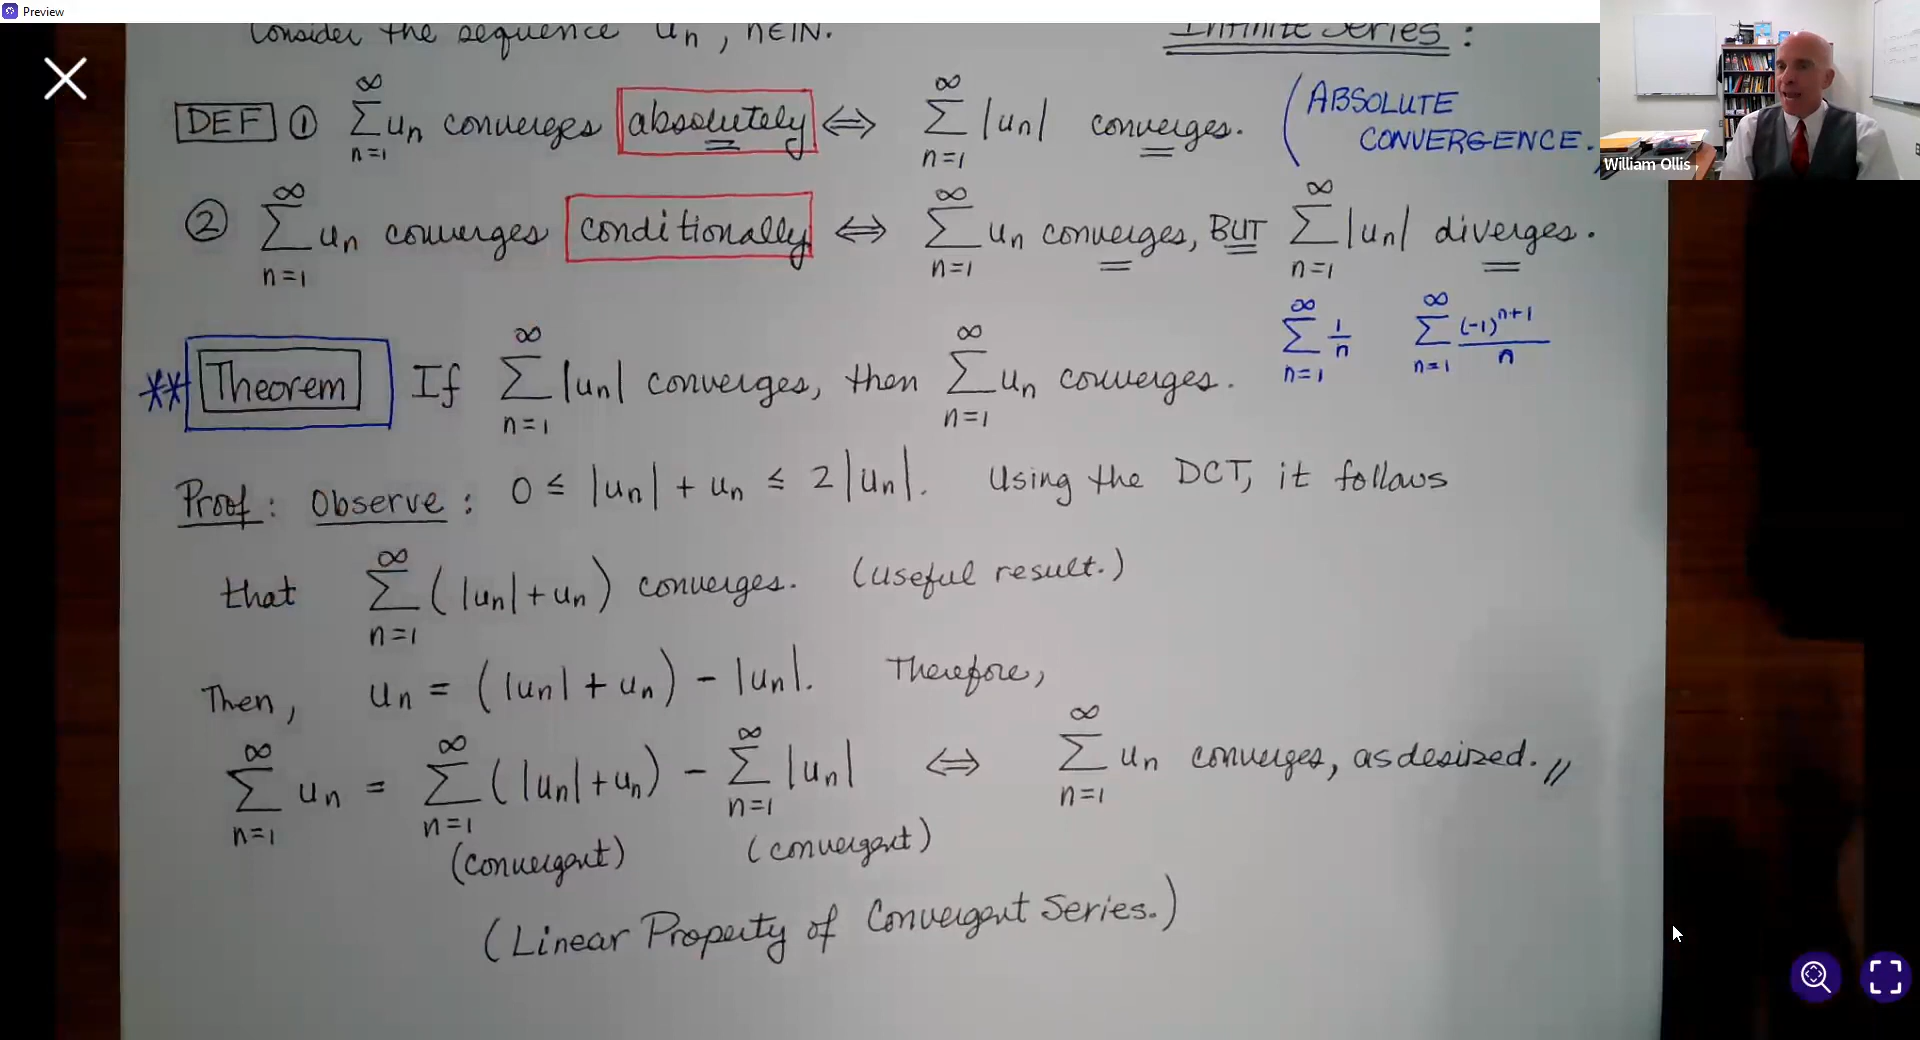 Preview
Consider the sequence uₙ, n∈ℕ.
Infinite Series:
DEF ① ∑_{n=1}^{∞} uₙ converges absolutely ⟺ ∑_{n=1}^{∞} |uₙ| converges. (ABSOLUTE
CONVERGENCE.
William Ollis
② ∑_{n=1}^{∞} uₙ converges conditionally ⟺ ∑_{n=1}^{∞} uₙ converges, BUT ∑_{n=1}^{∞} |uₙ| diverges.
∑_{n=1}^{∞} 1/n ∑_{n=1}^{∞} (-1)^{n+1}/n
** Theorem If ∑_{n=1}^{∞} |uₙ| converges, then ∑_{n=1}^{∞} uₙ converges.
Proof: Observe: 0 ≤ |uₙ| + uₙ ≤ 2|uₙ|. Using the DCT, it follows
that ∑_{n=1}^{∞} (|uₙ| + uₙ) converges. (useful result.)
Then, uₙ = (|uₙ| + uₙ) - |uₙ|. Therefore,
∑_{n=1}^{∞} uₙ = ∑_{n=1}^{∞} (|uₙ| + uₙ) - ∑_{n=1}^{∞} |uₙ| ⟺ ∑_{n=1}^{∞} uₙ converges, as desired. //
(convergent) (convergent)
(Linear Property of Convergent Series.)